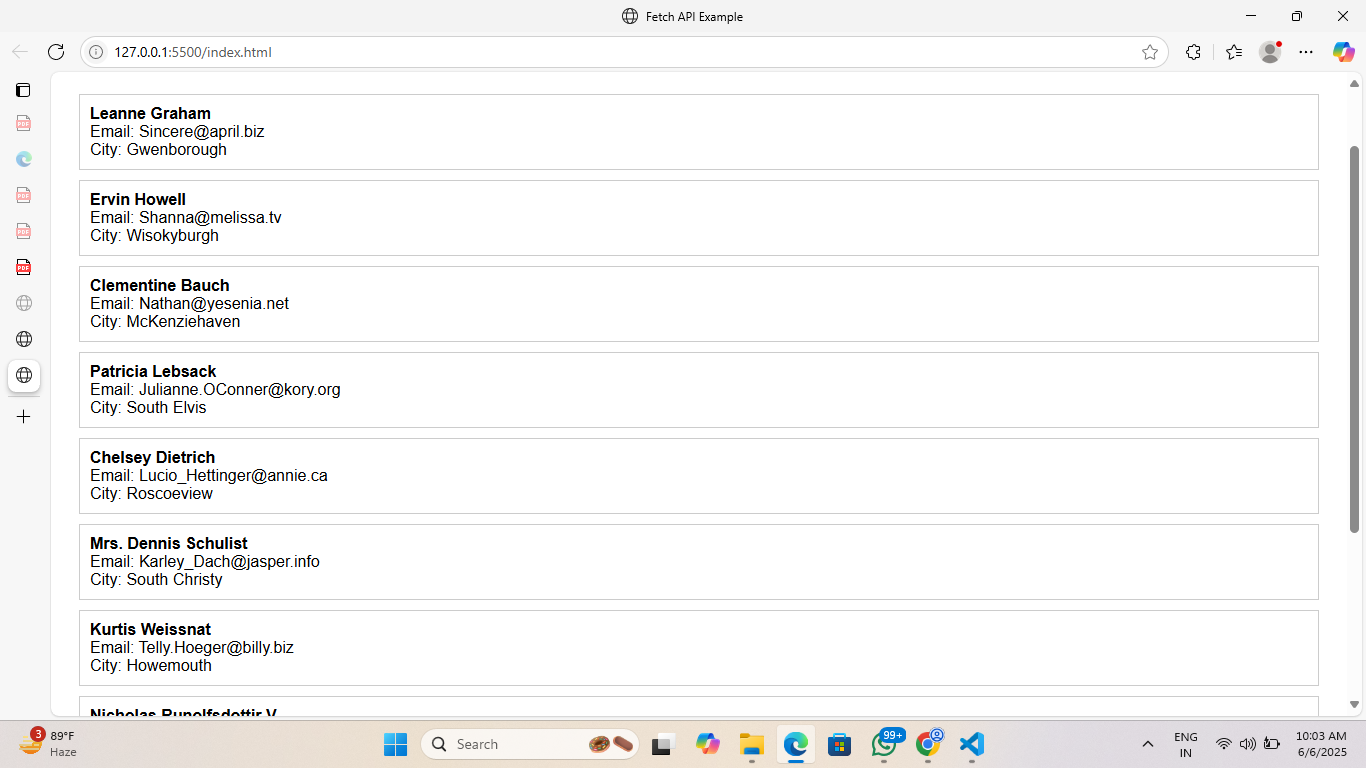 Fetch API Example
127.0.0.1:5500/index.html
Leanne Graham
Email: Sincere@april.biz
City: Gwenborough
Ervin Howell
Email: Shanna@melissa.tv
City: Wisokyburgh
Clementine Bauch
Email: Nathan@yesenia.net
City: McKenziehaven
Patricia Lebsack
Email: Julianne.OConner@kory.org
City: South Elvis
Chelsey Dietrich
Email: Lucio_Hettinger@annie.ca
City: Roscoeview
Mrs. Dennis Schulist
Email: Karley_Dach@jasper.info
City: South Christy
Kurtis Weissnat
Email: Telly.Hoeger@billy.biz
City: Howemouth
Nicholas Runolfsdottir V
3
89°F
Haze
Search
99+
ENG
IN
10:03 AM
6/6/2025